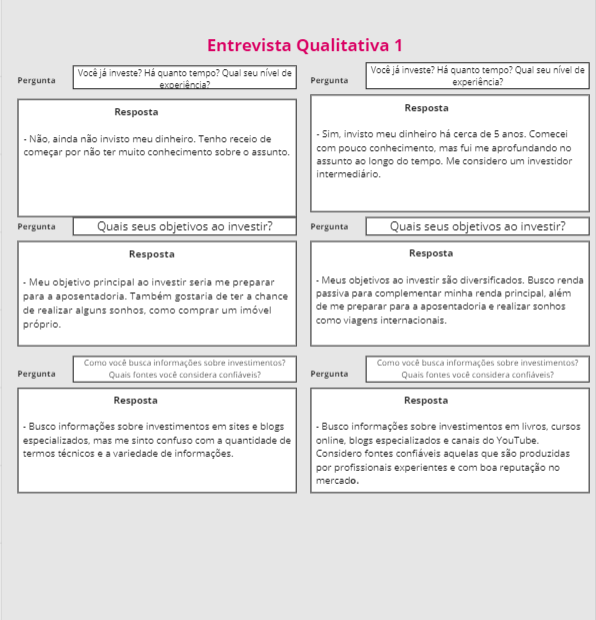 Entrevista Qualitativa 1
Pergunta
Você já investe? Há quanto tempo? Qual seu nível de
experiência?
Resposta
- Não, ainda não invisto meu dinheiro. Tenho receio de
começar por não ter muito conhecimento sobre o assunto.
Pergunta
Quais seus objetivos ao investir?
Resposta
- Meu objetivo principal ao investir seria me preparar
para a aposentadoria. Também gostaria de ter a chance
de realizar alguns sonhos, como comprar um imóvel
próprio.
Pergunta
Como você busca informações sobre investimentos?
Quais fontes você considera confiáveis?
Resposta
- Busco informações sobre investimentos em sites e blogs
especializados, mas me sinto confuso com a quantidade de
termos técnicos e a variedade de informações.
Pergunta
Você já investe? Há quanto tempo? Qual seu nível de
experiência?
Resposta
- Sim, invisto meu dinheiro há cerca de 5 anos. Comecei
com pouco conhecimento, mas fui me aprofundando no
assunto ao longo do tempo. Me considero um investidor
intermediário.
Pergunta
Quais seus objetivos ao investir?
Resposta
- Meus objetivos ao investir são diversificados. Busco renda
passiva para complementar minha renda principal, além
de me preparar para a aposentadoria e realizar sonhos
como viagens internacionais.
Pergunta
Como você busca informações sobre investimentos?
Quais fontes você considera confiáveis?
Resposta
- Busco informações sobre investimentos em livros, cursos
online, blogs especializados e canais do YouTube.
Considero fontes confiáveis aquelas que são produzidas
por profissionais experientes e com boa reputação no
mercado.